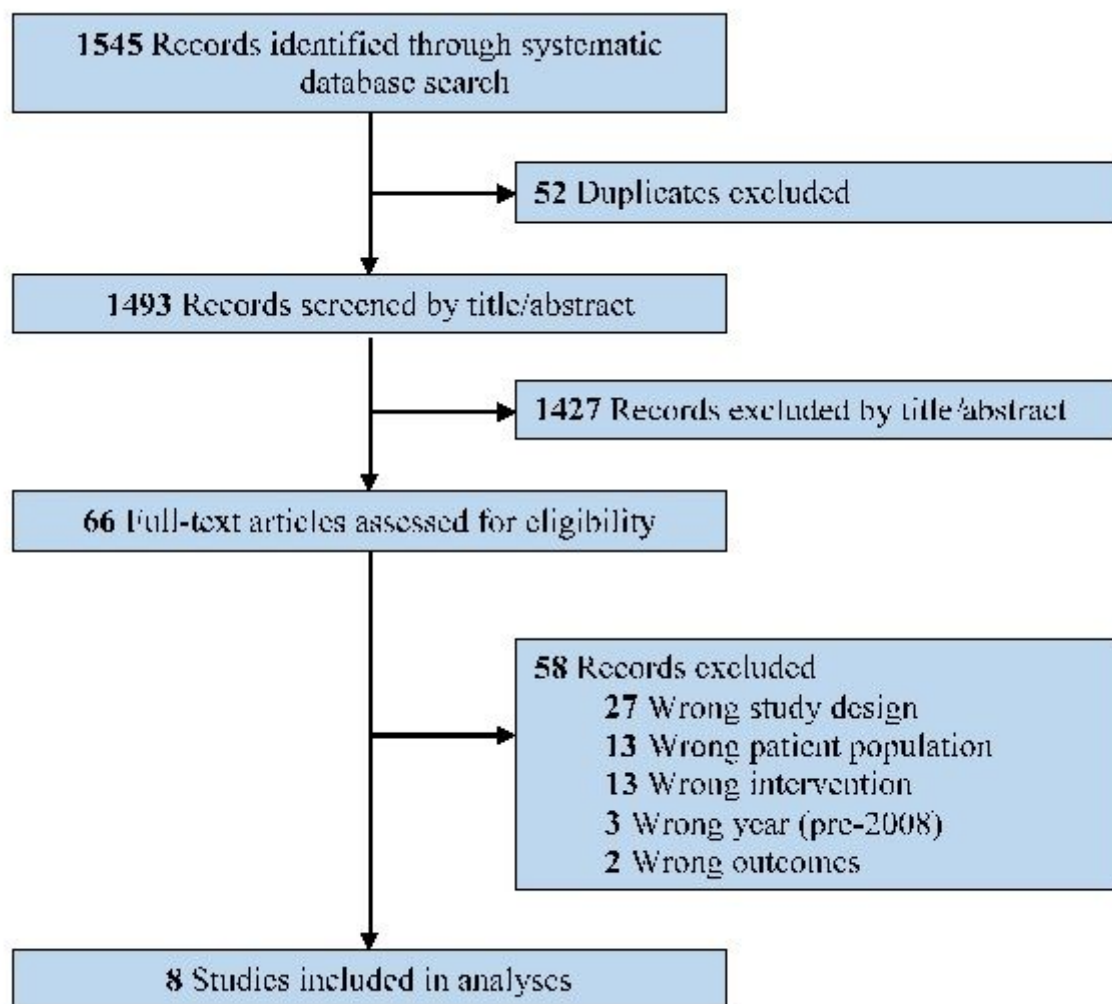 1545 Records identified through systematic
database search
52 Duplicates excluded
1493 Records screened by title/abstract
1427 Records excluded by title/abstract
66 Full-text articles assessed for eligibility
58 Records excluded
27 Wrong study design
13 Wrong patient population
13 Wrong intervention
3 Wrong year (pre-2008)
2 Wrong outcomes
8 Studies included in analyses